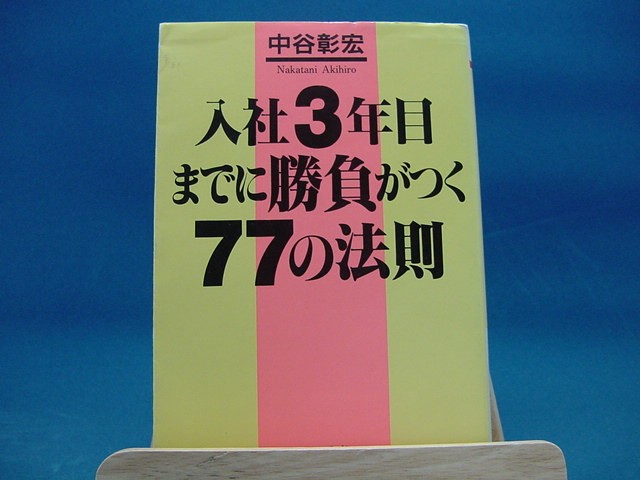 中谷彰宏
Nakatani Akihiro
入社3年目
までに勝負がつく
77の法則